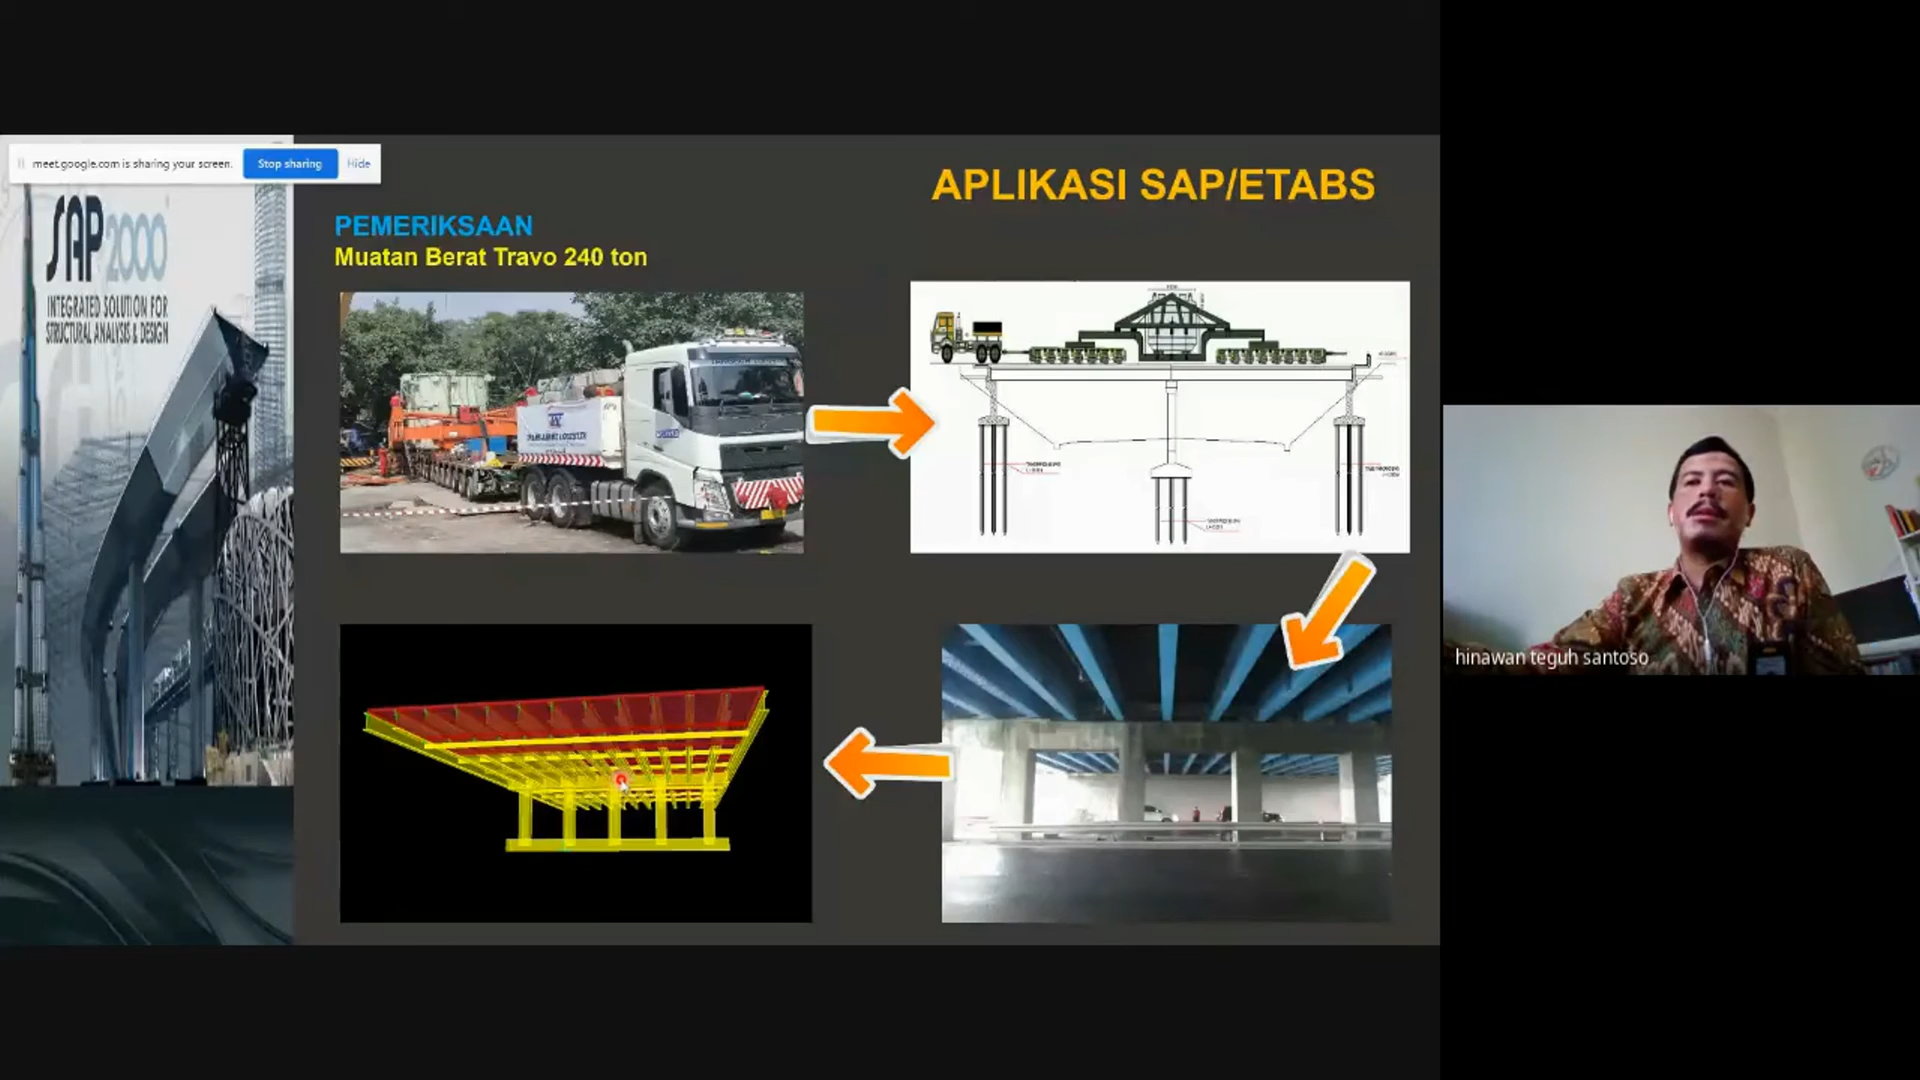 meet.google.com is sharing your screen.
Stop sharing
Hide
SAP2000
INTEGRATED SOLUTION FOR
STRUCTURAL ANALYSIS & DESIGN
APLIKASI SAP/ETABS
PEMERIKSAAN
Muatan Berat Travo 240 ton
hinawan teguh santoso